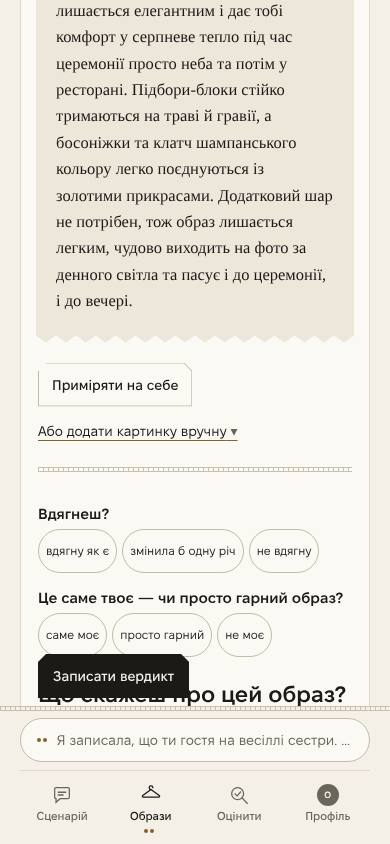 лишається елегантним і дає тобі
комфорт у серпневе тепло під час
церемонії просто неба та потім у
ресторані. Підбори-блоки стійко
тримаються на траві й гравії, а
босоніжки та клатч шампанського
кольору легко поєднуються із
золотими прикрасами. Додатковий шар
не потрібен, тож образ лишається
легким, чудово виходить на фото за
денного світла та пасує і до церемонії,
і до вечері.
Приміряти на себе
Або додати картинку вручну ▾
Вдягнеш?
вдягну як є
змінила б одну річ
не вдягну
Це саме твоє — чи просто гарний образ?
саме моє
просто гарний
не моє
Записати вердикт
Що скажеш про цей образ?
Я записала, що ти гостя на весіллі сестри. ...
Сценарій
Образи
Оцінити
О
Профіль